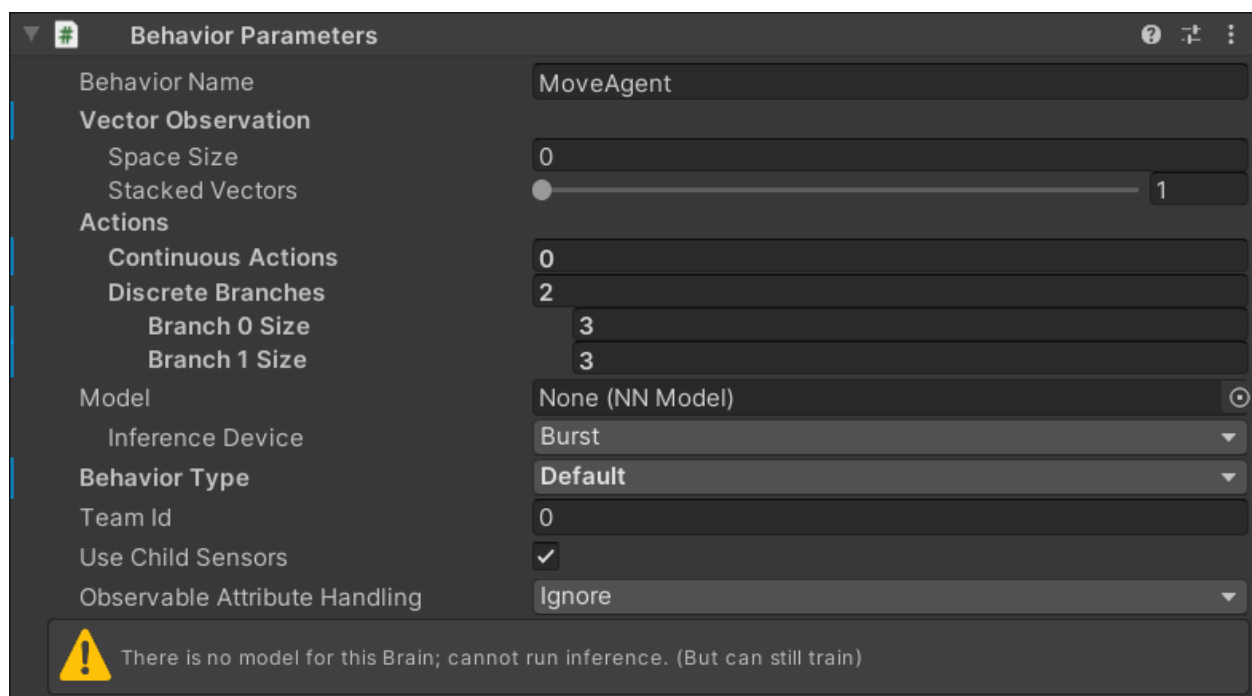 # Behavior Parameters
Behavior Name MoveAgent
Vector Observation
Space Size 0
Stacked Vectors 1
Actions
Continuous Actions 0
Discrete Branches 2
Branch 0 Size 3
Branch 1 Size 3
Model None (NN Model)
Inference Device Burst
Behavior Type Default
Team Id 0
Use Child Sensors
Observable Attribute Handling Ignore
There is no model for this Brain; cannot run inference. (But can still train)